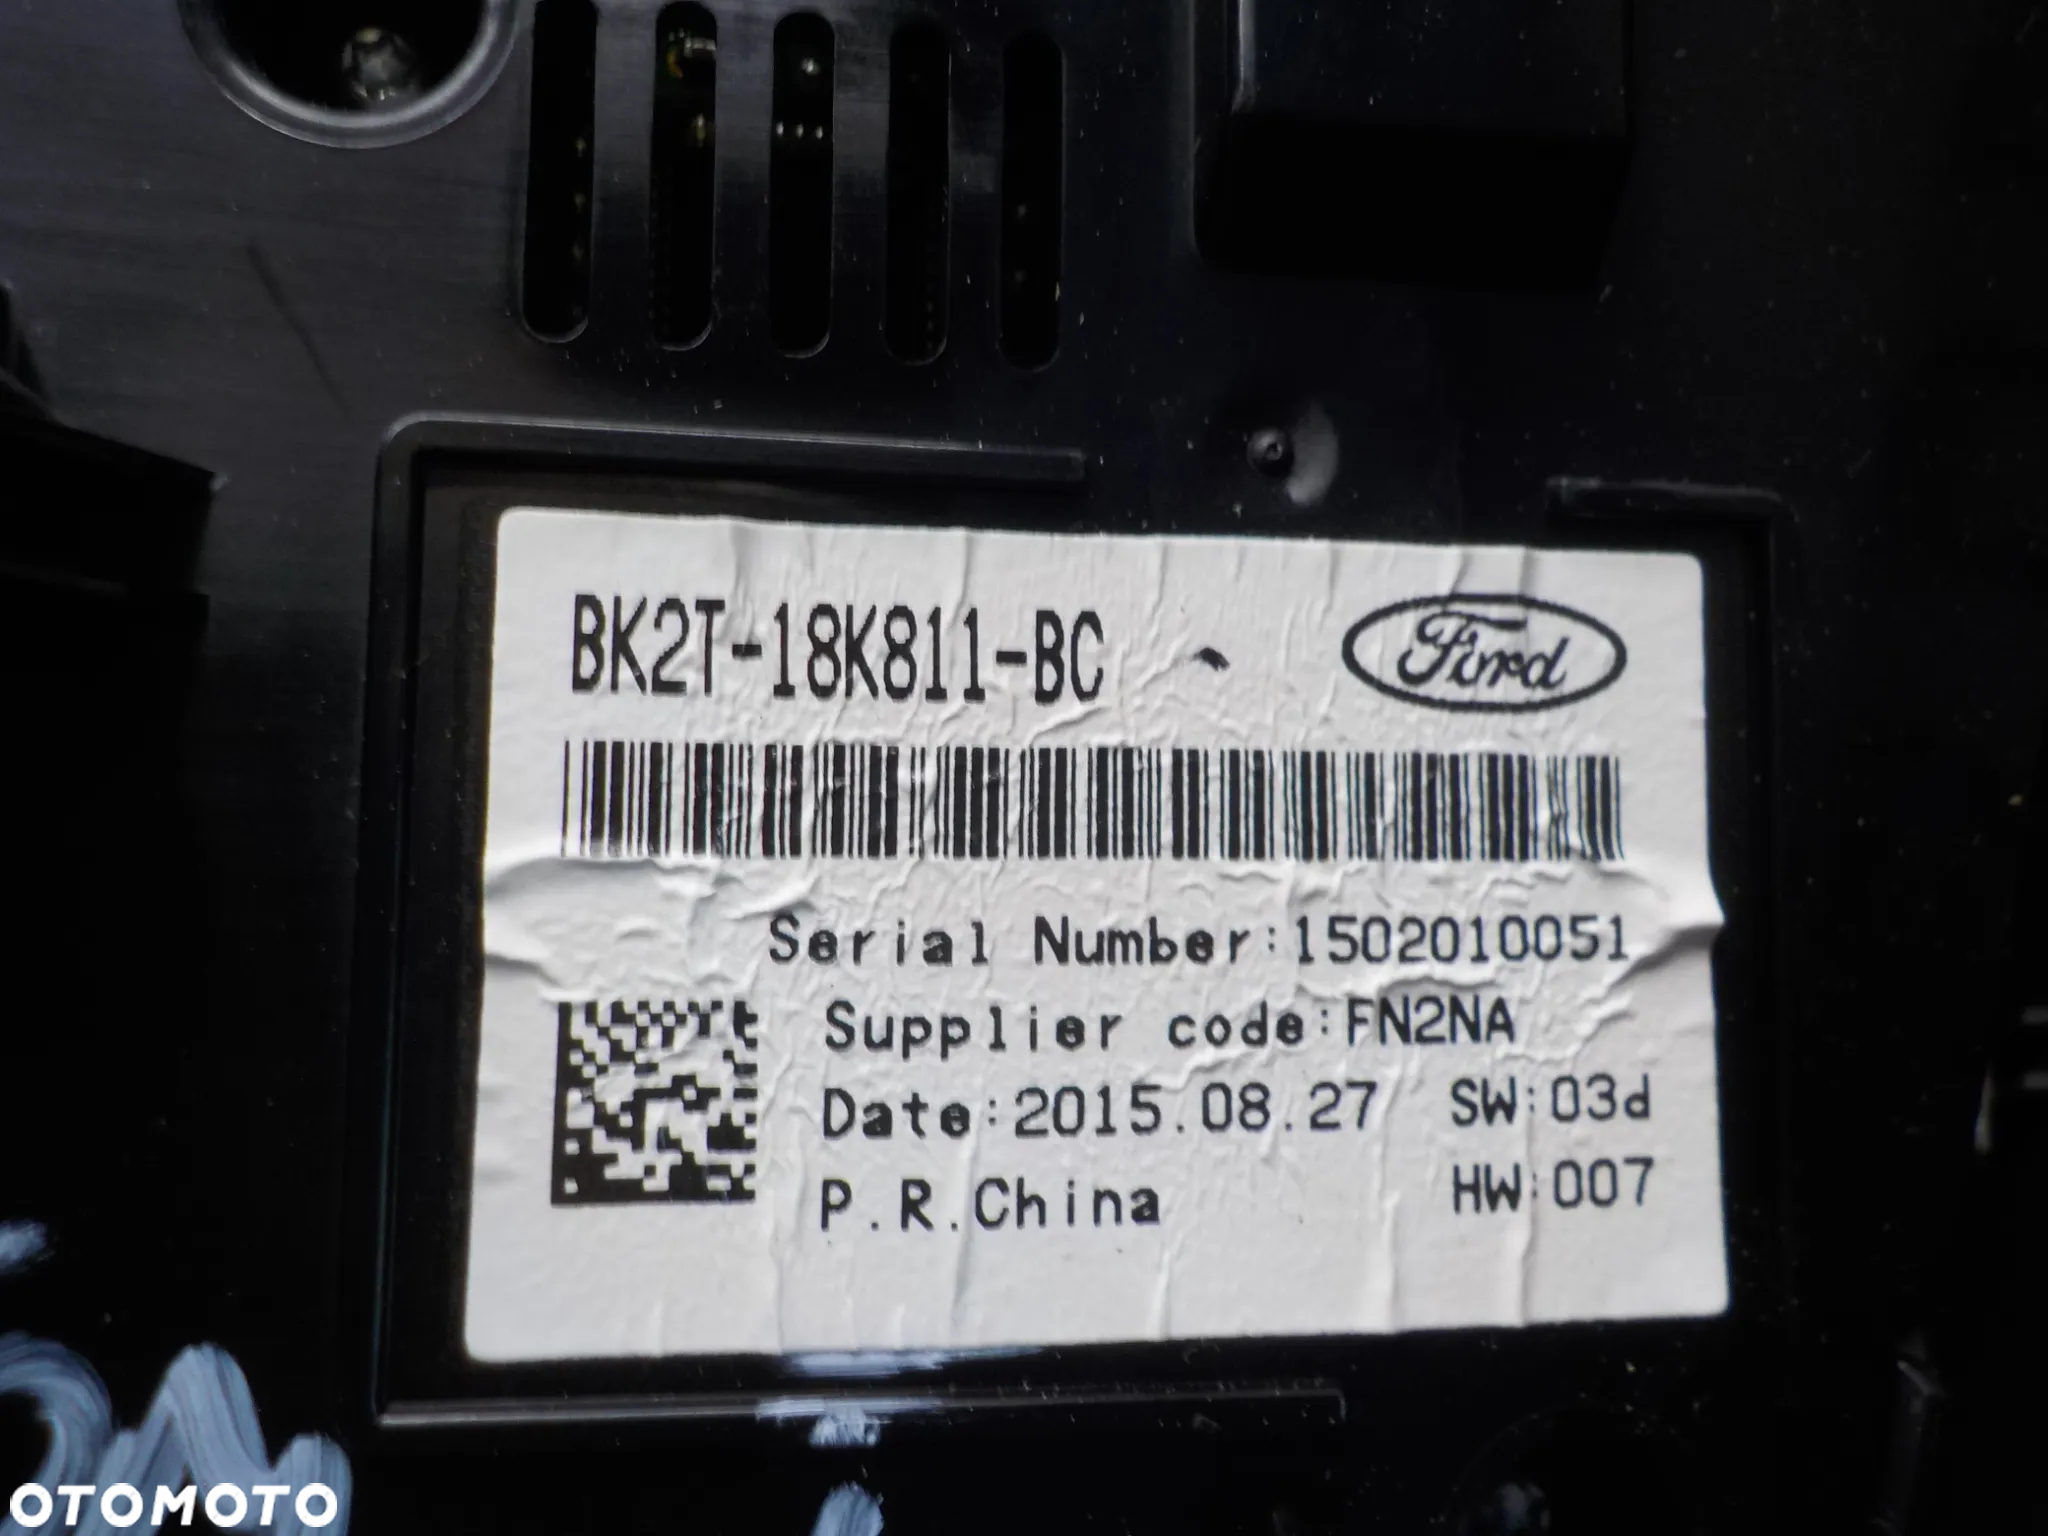 BK2T-18K811-BC
Ford
Serial Number:1502010051
Supplier code:FN2NA
Date:2015.08.27 SW:03d
P.R.China HW:007
OTOMOTO